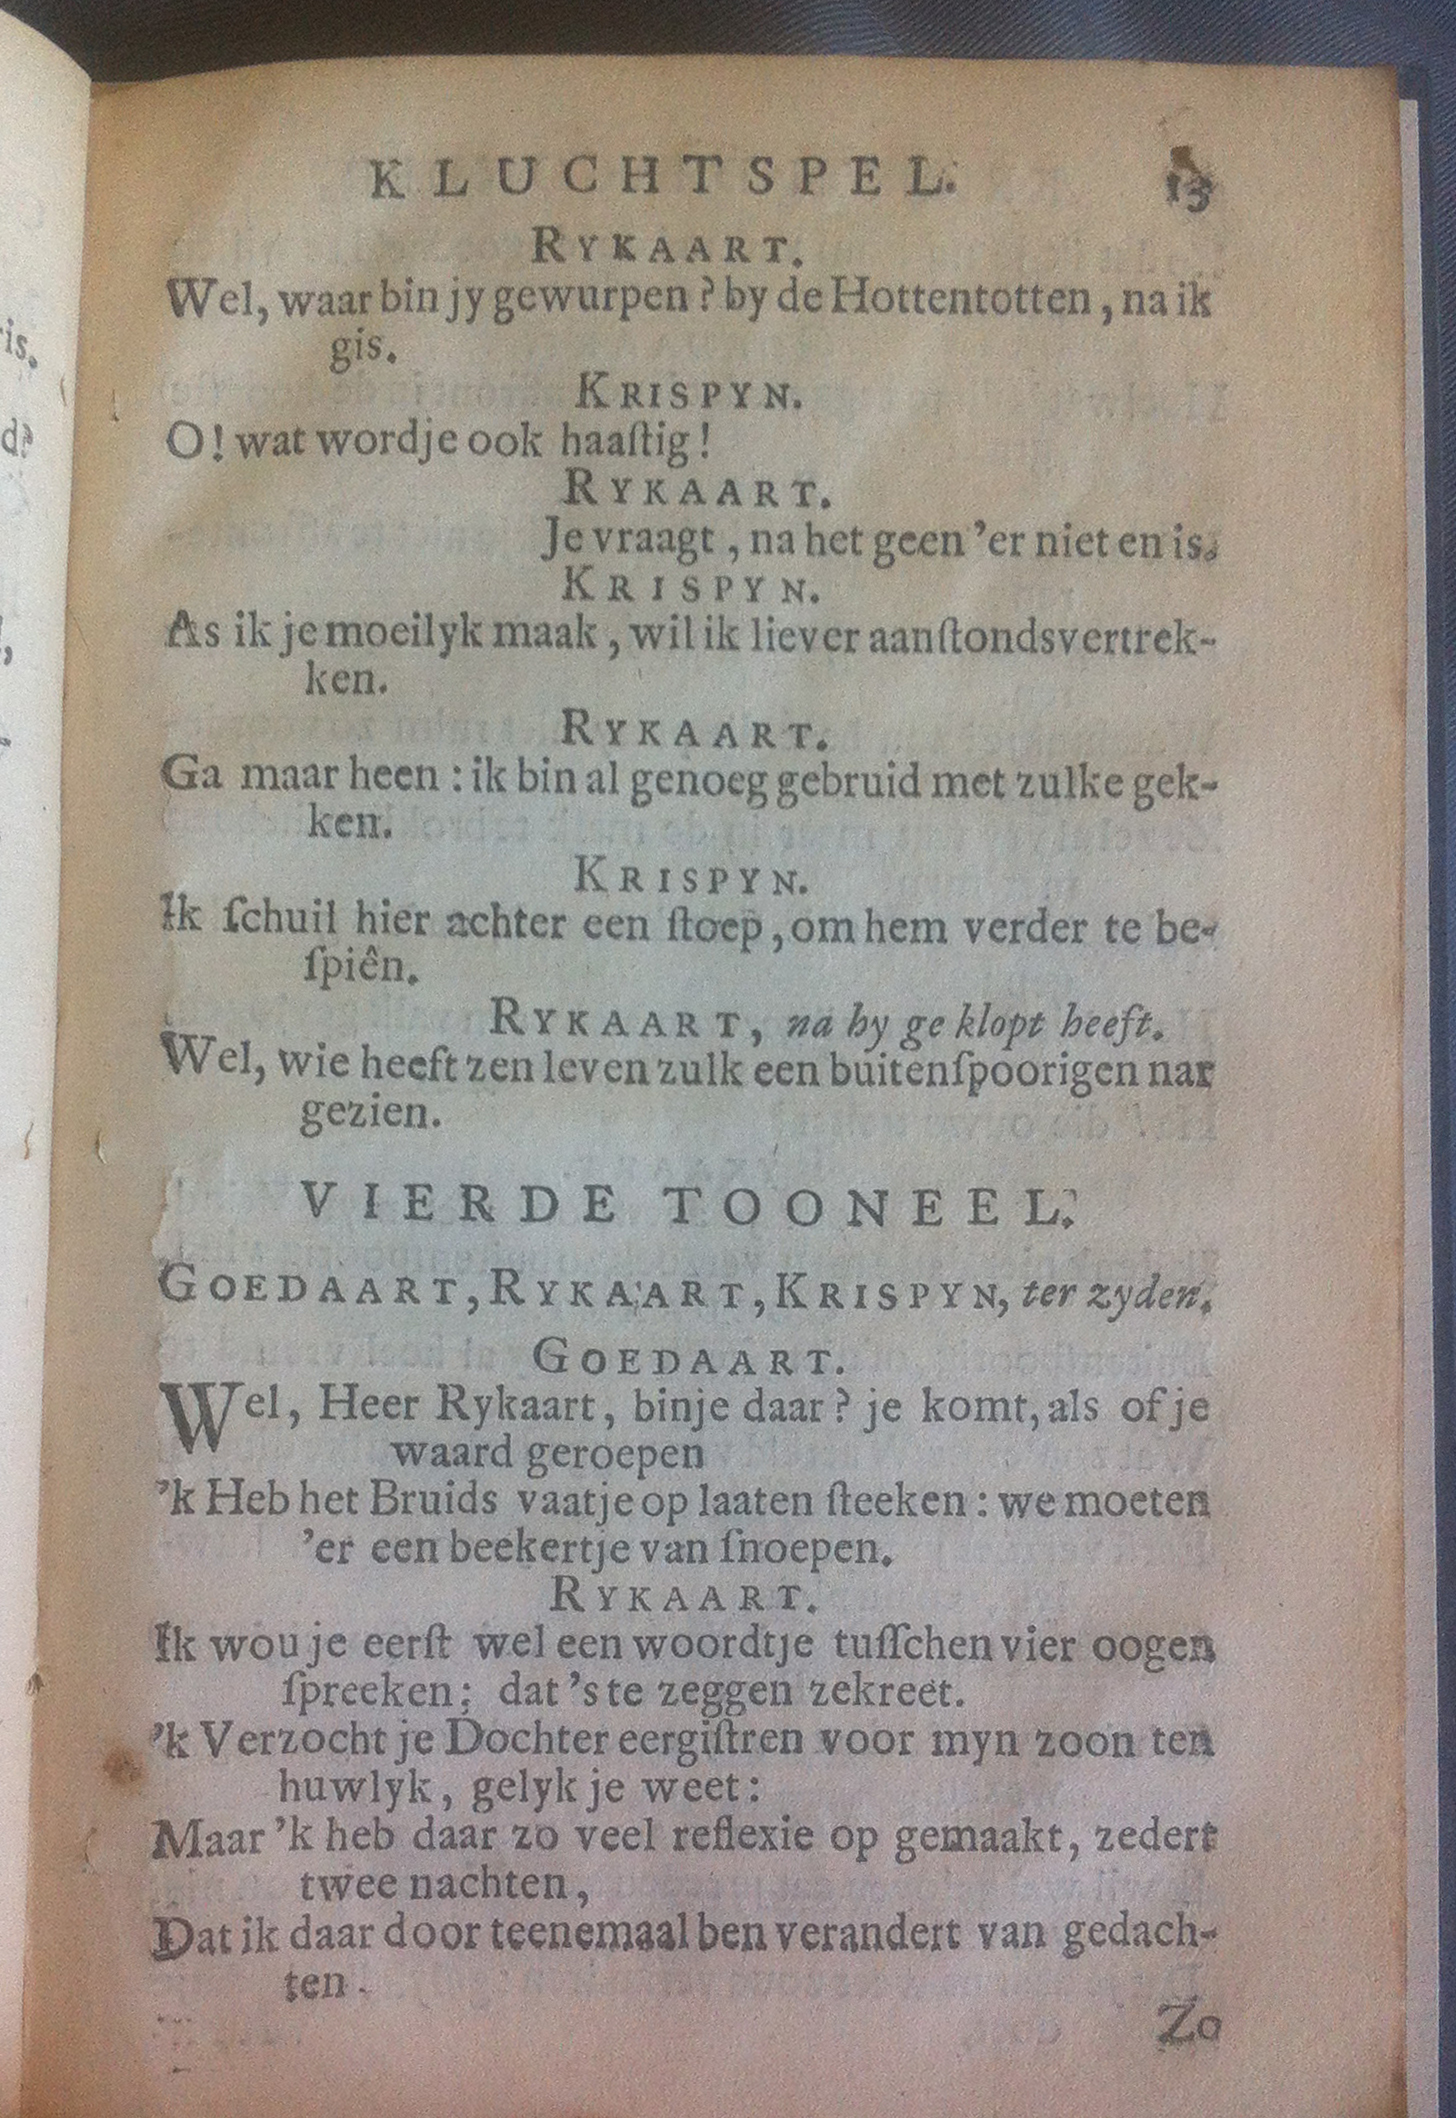 KLUCHTSPEL. 13
RYKAART.
Wel, waar bin jy gewurpen? by de Hottentotten, na ik
gis.
KRISPYN.
O! wat wordje ook haaſtig!
RYKAART.
Je vraagt, na het geen 'er niet en is.
KRISPYN.
As ik je moeilyk maak, wil ik liever aanſtonds vertrek-
ken.
RYKAART.
Ga maar heen: ik bin al genoeg gebruid met zulke gek-
ken.
KRISPYN.
Ik ſchuil hier achter een ſtoep, om hem verder te be-
ſpiên.
RYKAART, na hy ge klopt heeft.
Wel, wie heeft zen leven zulk een buitenſpoorigen nar
gezien.
VIERDE TOONEEL.
GOEDAART, RYKAART, KRISPYN, ter zyden.
GOEDAART.
Wel, Heer Rykaart, binje daar? je komt, als of je
waard geroepen
'k Heb het Bruids vaatje op laaten ſteeken: we moeten
'er een beekertje van ſnoepen.
RYKAART.
Ik wou je eerſt wel een woordtje tuſſchen vier oogen
ſpreeken; dat 's te zeggen zekreet.
'k Verzocht je Dochter eergiſtren voor myn zoon ten
huwlyk, gelyk je weet:
Maar 'k heb daar zo veel reflexie op gemaakt, zedert
twee nachten,
Dat ik daar door teenemaal ben verandert van gedach-
ten.
Zo
is.
d?